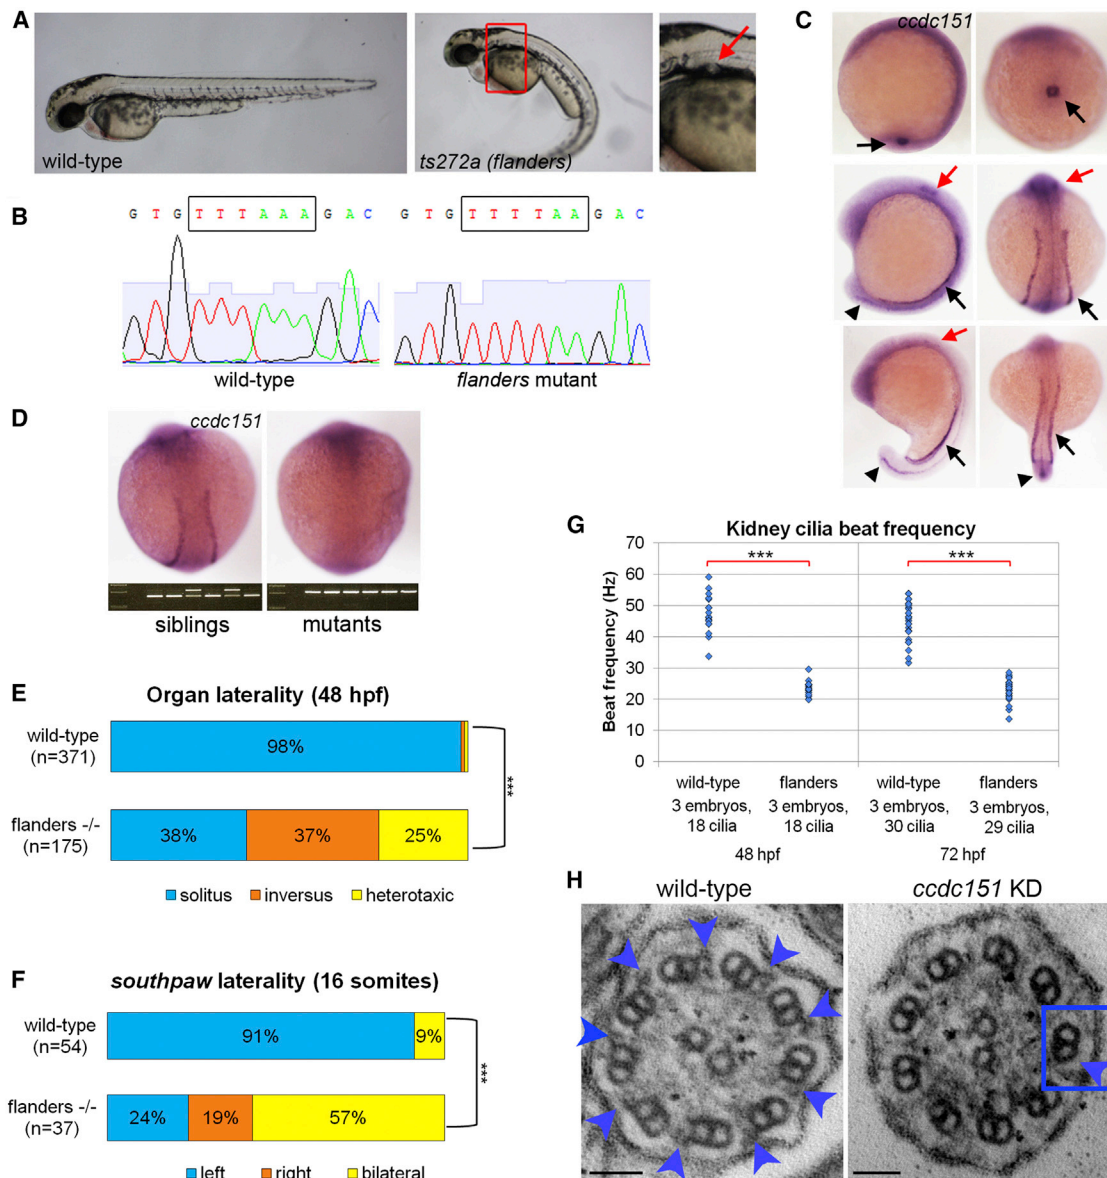 A
wild-type
ts272a (flanders)
B
G T G T T T A A A G A C
G T G T T T T A A G A C
wild-type
flanders mutant
C
ccdc151
D
ccdc151
siblings
mutants
E
Organ laterality (48 hpf)
wild-type
(n=371)
98%
flanders -/-
(n=175)
38%
37%
25%
***
solitus
inversus
heterotaxic
F
southpaw laterality (16 somites)
wild-type
(n=54)
91%
9%
flanders -/-
(n=37)
24%
19%
57%
***
left
right
bilateral
G
Kidney cilia beat frequency
Beat frequency (Hz)
70
60
50
40
30
20
10
0
***
***
wild-type
3 embryos,
18 cilia
flanders
3 embryos,
18 cilia
wild-type
3 embryos,
30 cilia
flanders
3 embryos,
29 cilia
48 hpf
72 hpf
H
wild-type
ccdc151 KD